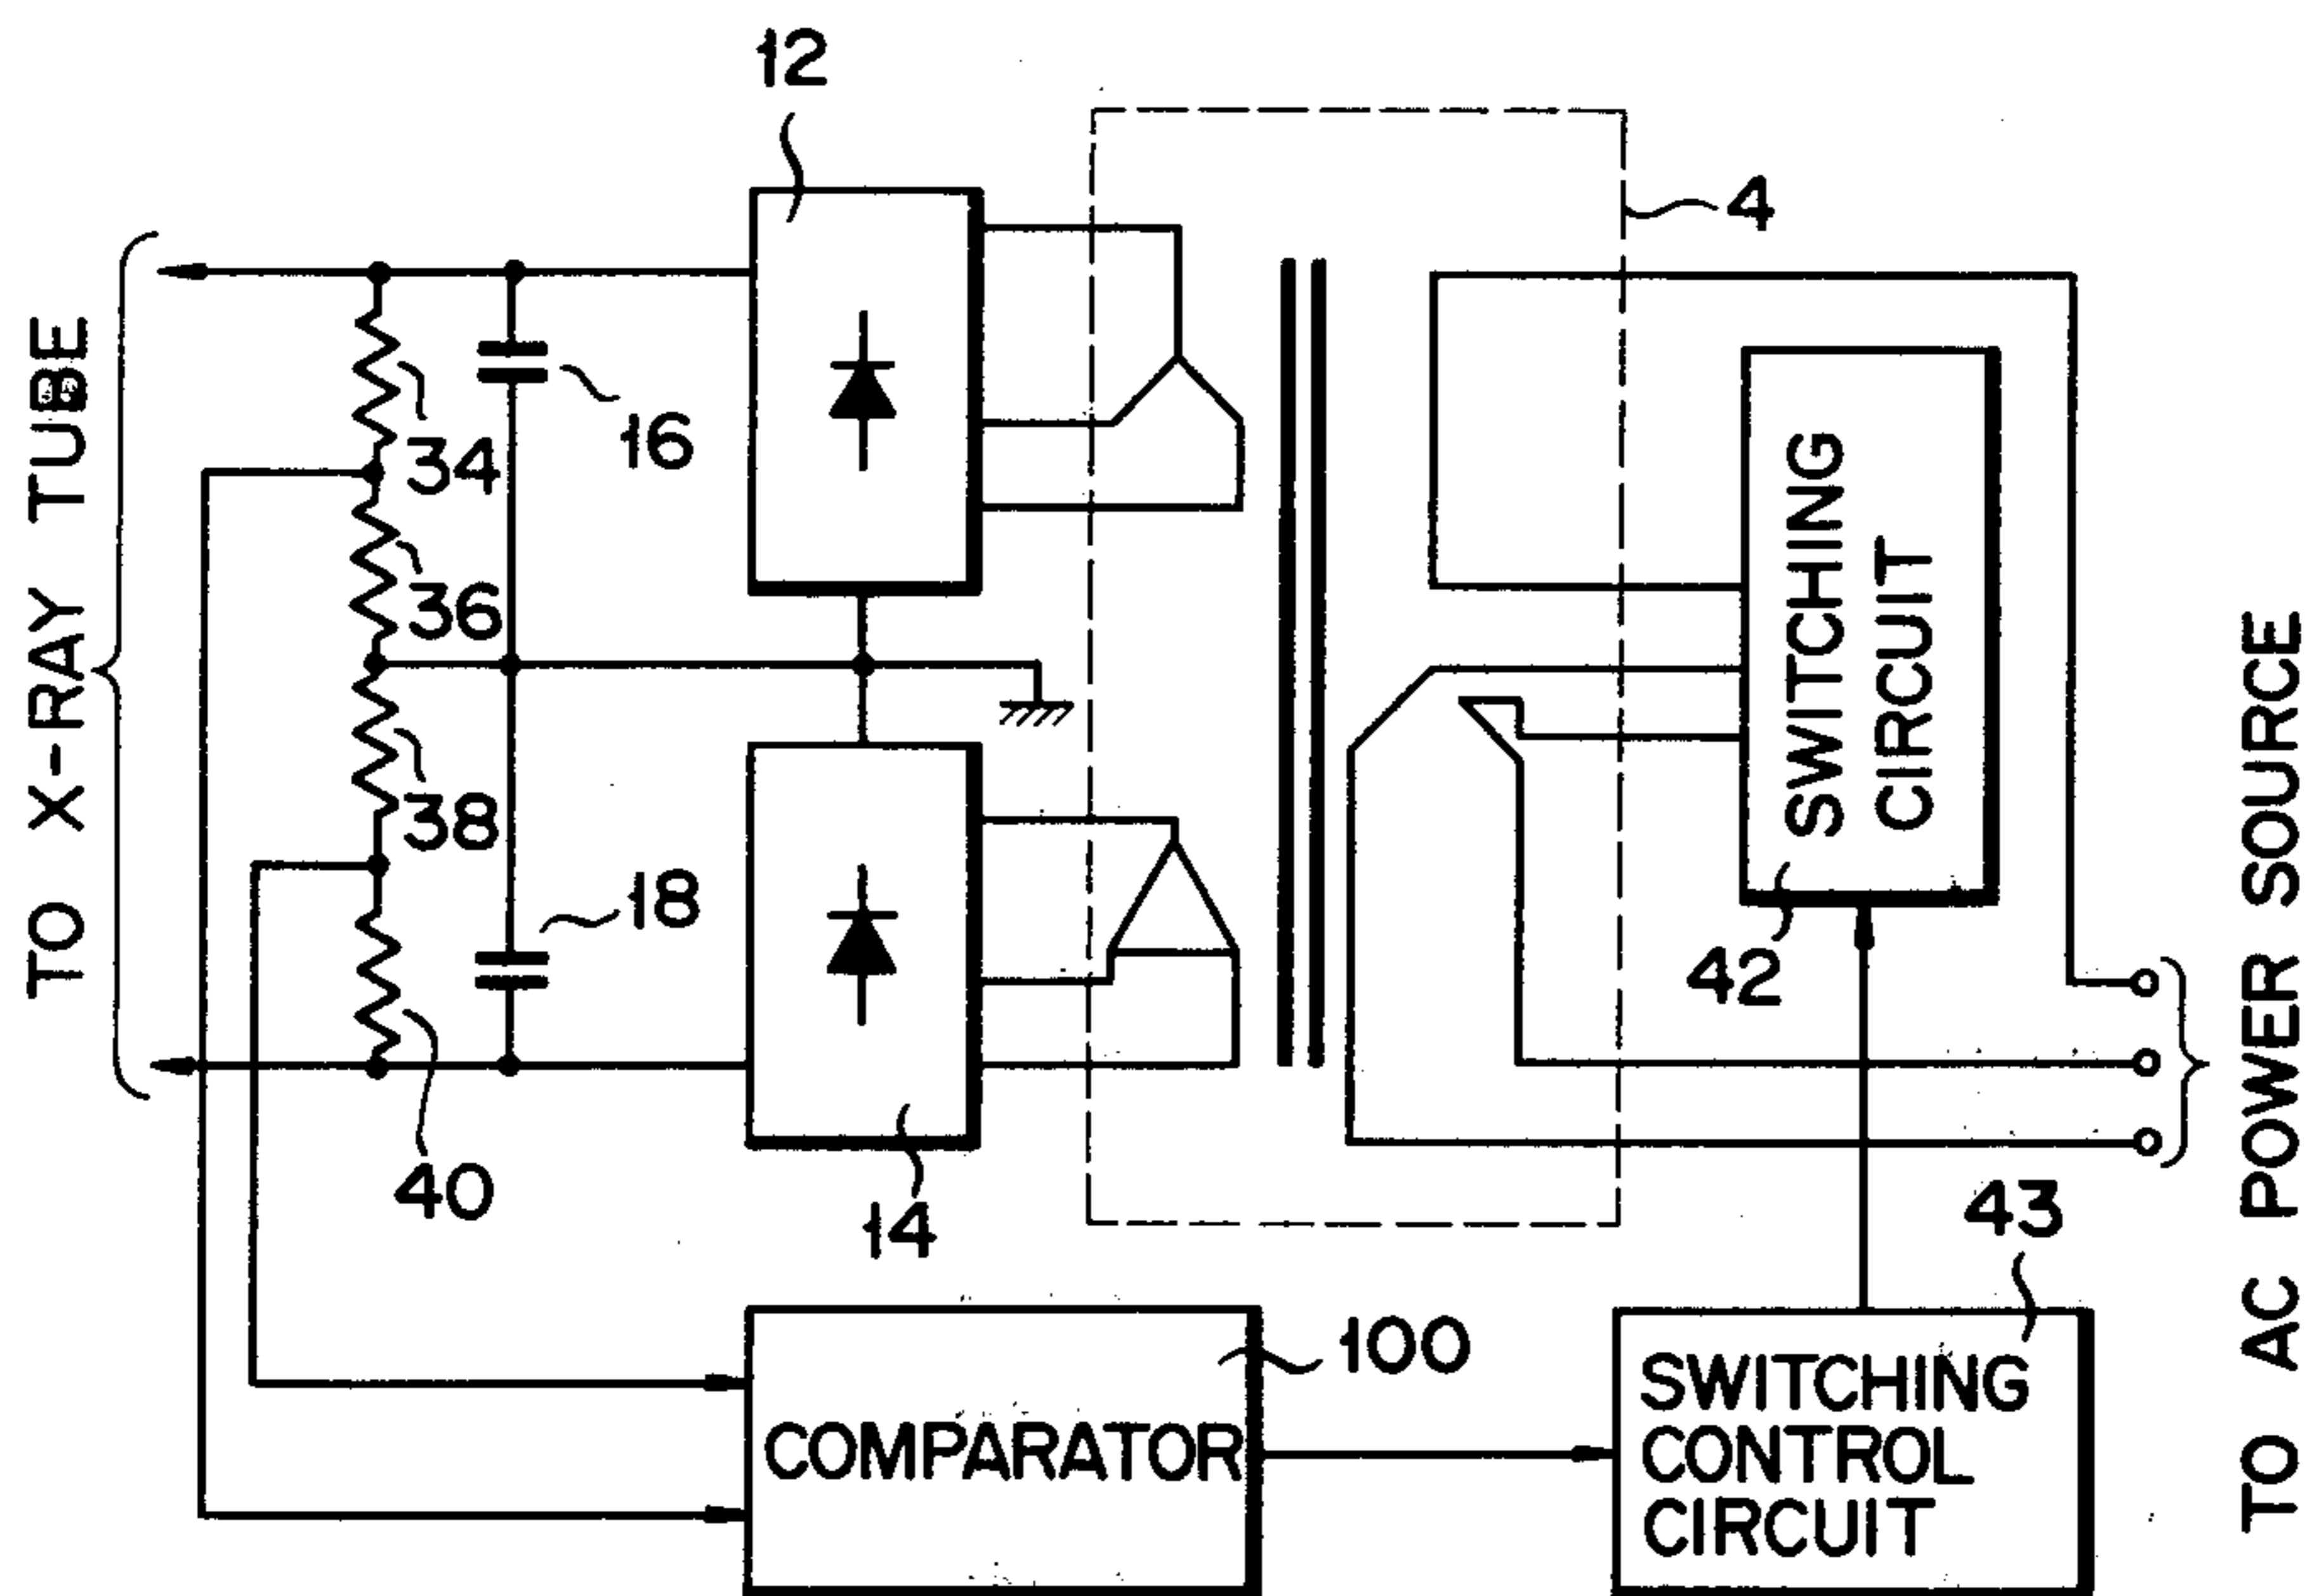 12
4
TO X-RAY TUBE
34
16
36
38
18
40
14
SWITCHING
CIRCUIT
42
TO AC POWER SOURCE
43
100
COMPARATOR
SWITCHING
CONTROL
CIRCUIT